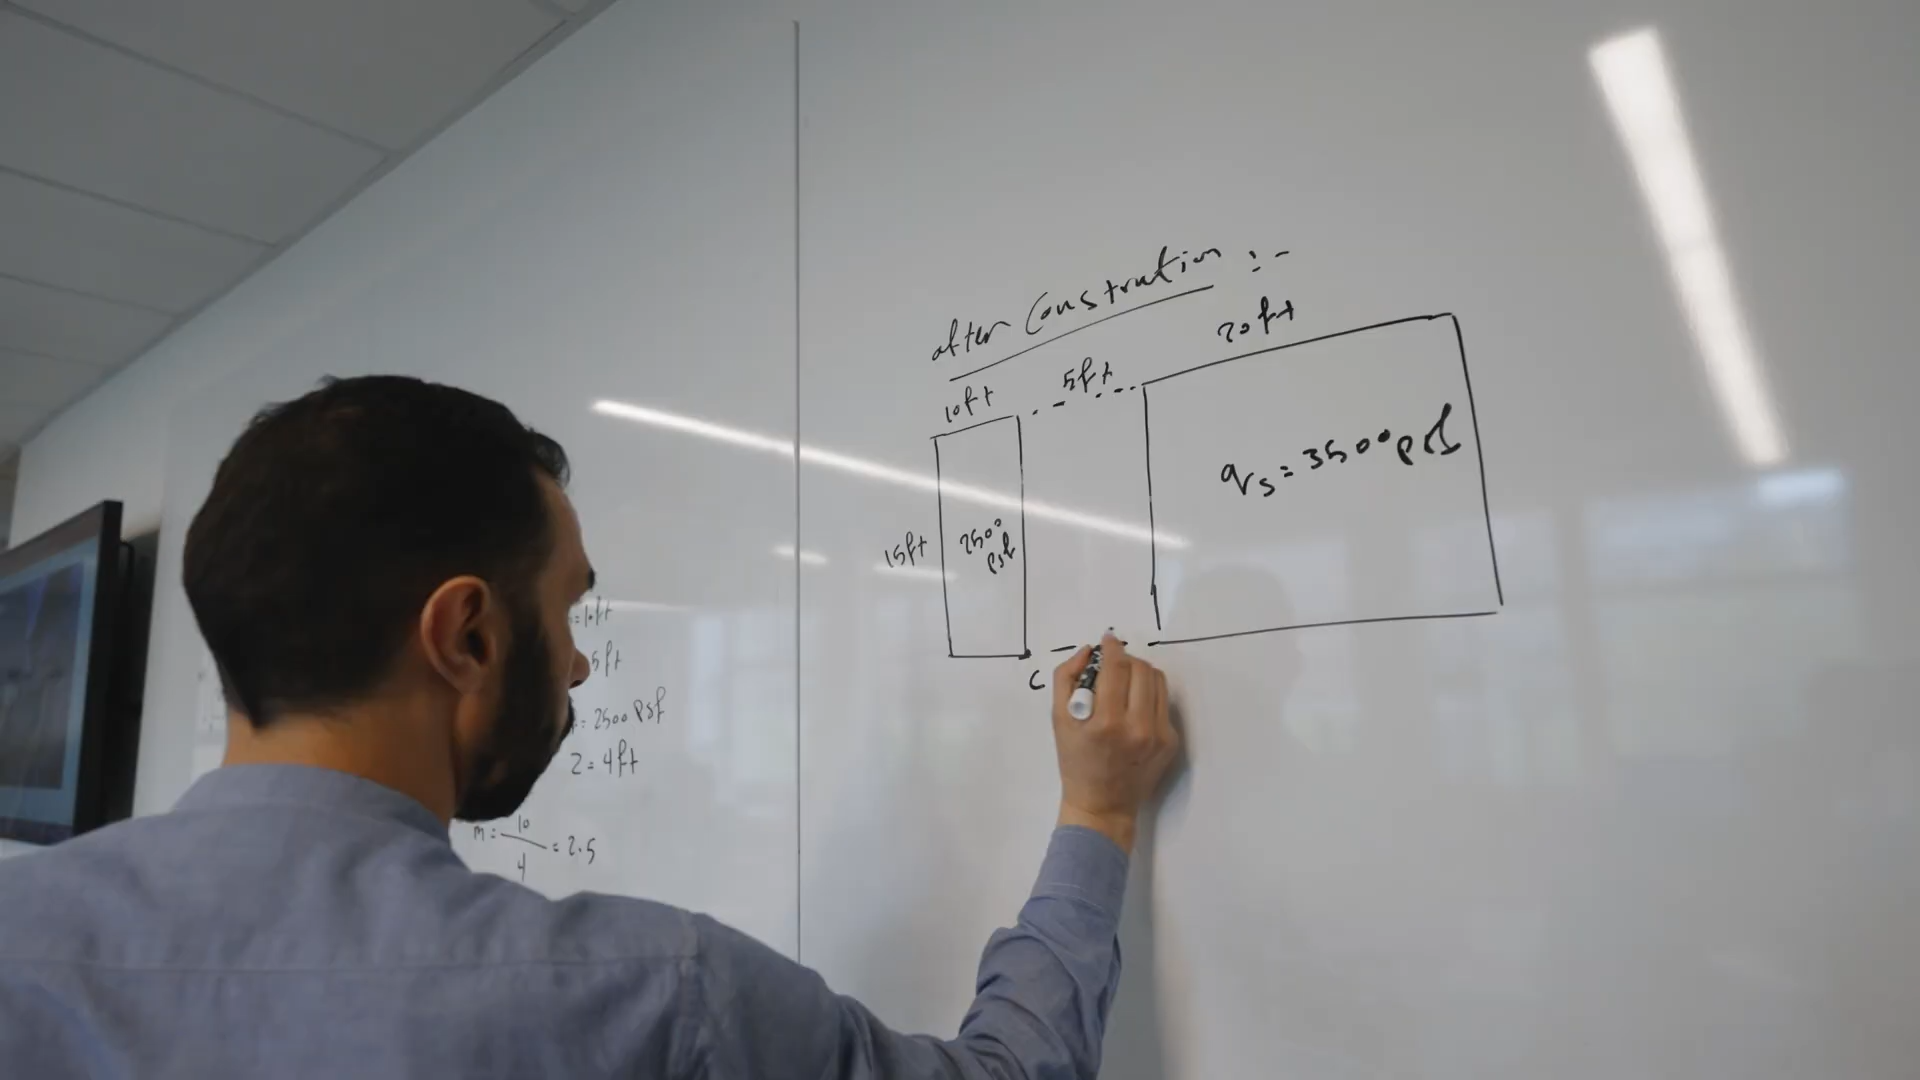 after Constrution :-
20ft
5ft
10ft
qs = 3500 psf
15ft
2500
psf
C
= 10ft
5ft
= 2500 psf
z = 4ft
m = 10
4
= 2.5